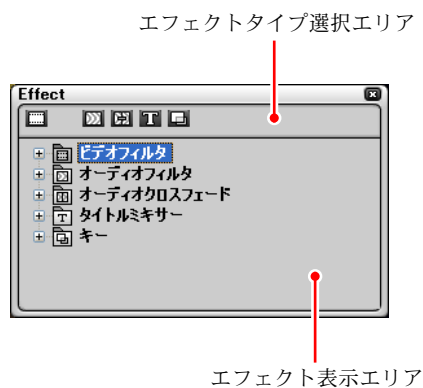 エフェクトタイプ選択エリア
Effect
ビデオフィルタ
オーディオフィルタ
オーディオクロスフェード
タイトルミキサー
キー
エフェクト表示エリア